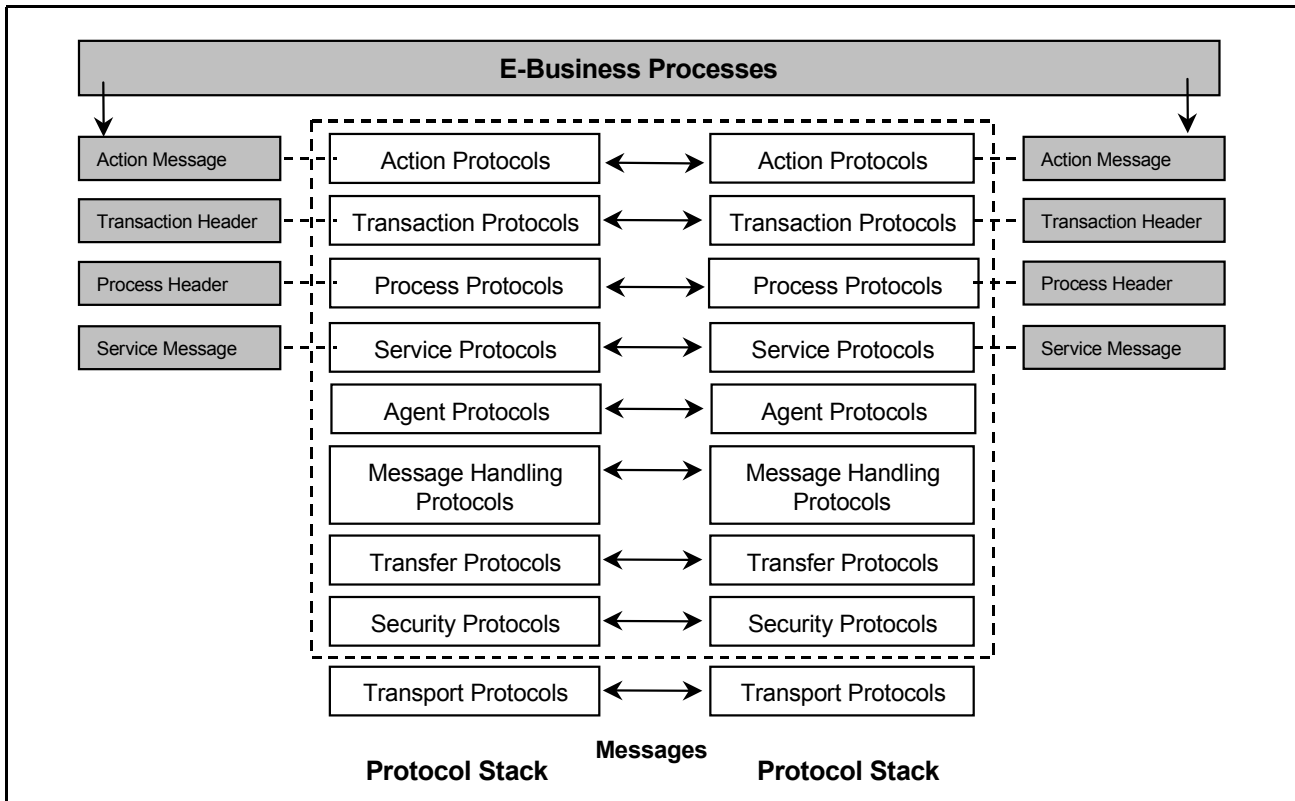 E-Business Processes
Action Message
Action Protocols
Action Protocols
Action Message
Transaction Header
Transaction Protocols
Transaction Protocols
Transaction Header
Process Header
Process Protocols
Process Protocols
Process Header
Service Message
Service Protocols
Service Protocols
Service Message
Agent Protocols
Agent Protocols
Message Handling
Protocols
Message Handling
Protocols
Transfer Protocols
Transfer Protocols
Security Protocols
Security Protocols
Transport Protocols
Transport Protocols
Messages
Protocol Stack
Protocol Stack